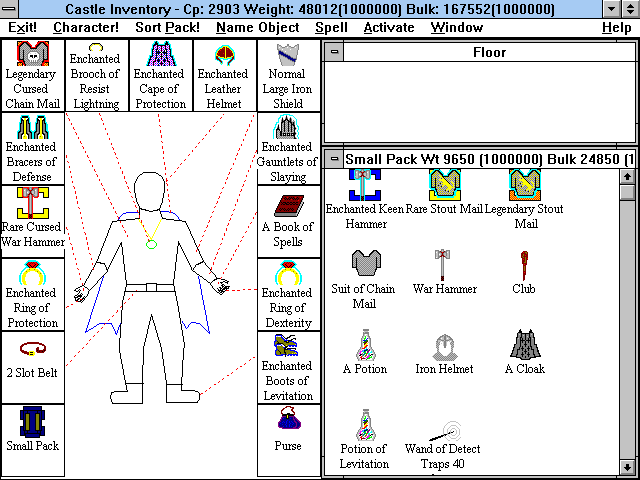 Castle Inventory - Cp: 2903 Weight: 48012(1000000) Bulk: 167552(1000000)
Exit! Character! Sort Pack! Name Object Spell Activate Window Help
Legendary
Cursed
Chain Mail
Enchanted
Brooch of
Resist
Lightning
Enchanted
Cape of
Protection
Enchanted
Leather
Helmet
Normal
Large Iron
Shield
Enchanted
Bracers of
Defense
Enchanted
Gauntlets of
Slaying
Rare Cursed
War Hammer
A Book of
Spells
Enchanted
Ring of
Protection
Enchanted
Ring of
Dexterity
2 Slot Belt
Enchanted
Boots of
Levitation
Small Pack
Purse
Floor
Small Pack Wt 9650 (1000000) Bulk 24850 (1
Enchanted Keen
Hammer
Rare Stout Mail
Legendary Stout
Mail
Suit of Chain
Mail
War Hammer
Club
A Potion
Iron Helmet
A Cloak
Potion of
Levitation
Wand of Detect
Traps 40